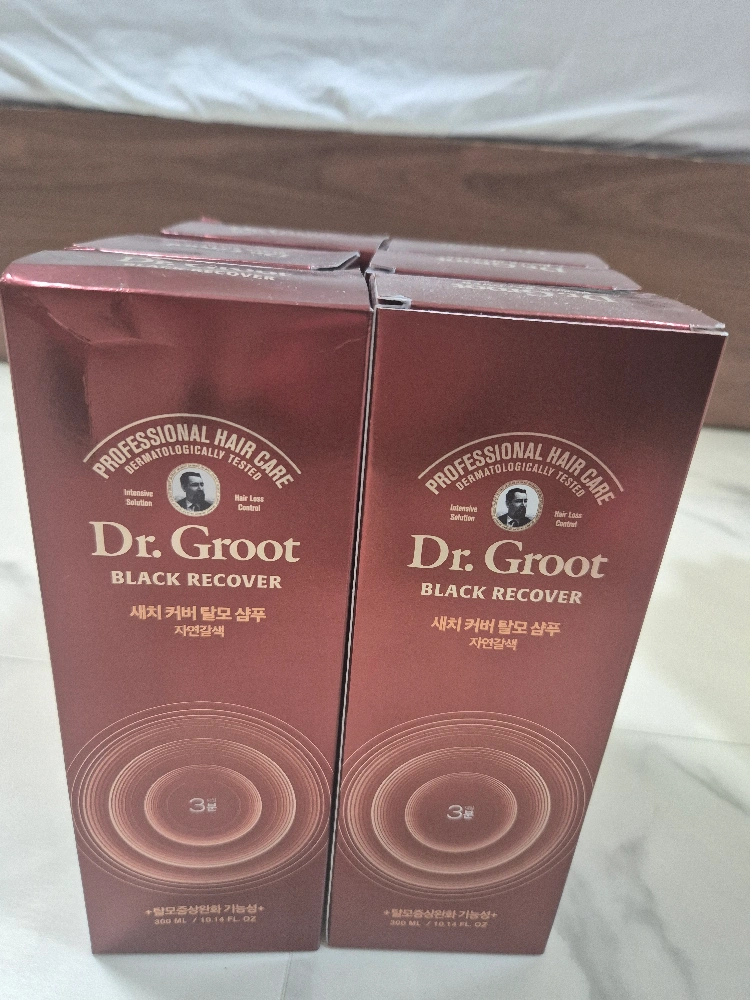 RECOVER
PROFESSIONAL HAIR CARE
DERMATOLOGICALLY TESTED
Intensive Solution
Hair Loss Control
Dr. Groot
BLACK RECOVER
새치 커버 탈모 샴푸
자연갈색
3분
+탈모증상완화 기능성+
300 ML / 10.14 FL. OZ
PROFESSIONAL HAIR CARE
DERMATOLOGICALLY TESTED
Intensive Solution
Hair Loss Control
Dr. Groot
BLACK RECOVER
새치 커버 탈모 샴푸
자연갈색
3분
+탈모증상완화 기능성+
300 ML / 10.14 FL. OZ